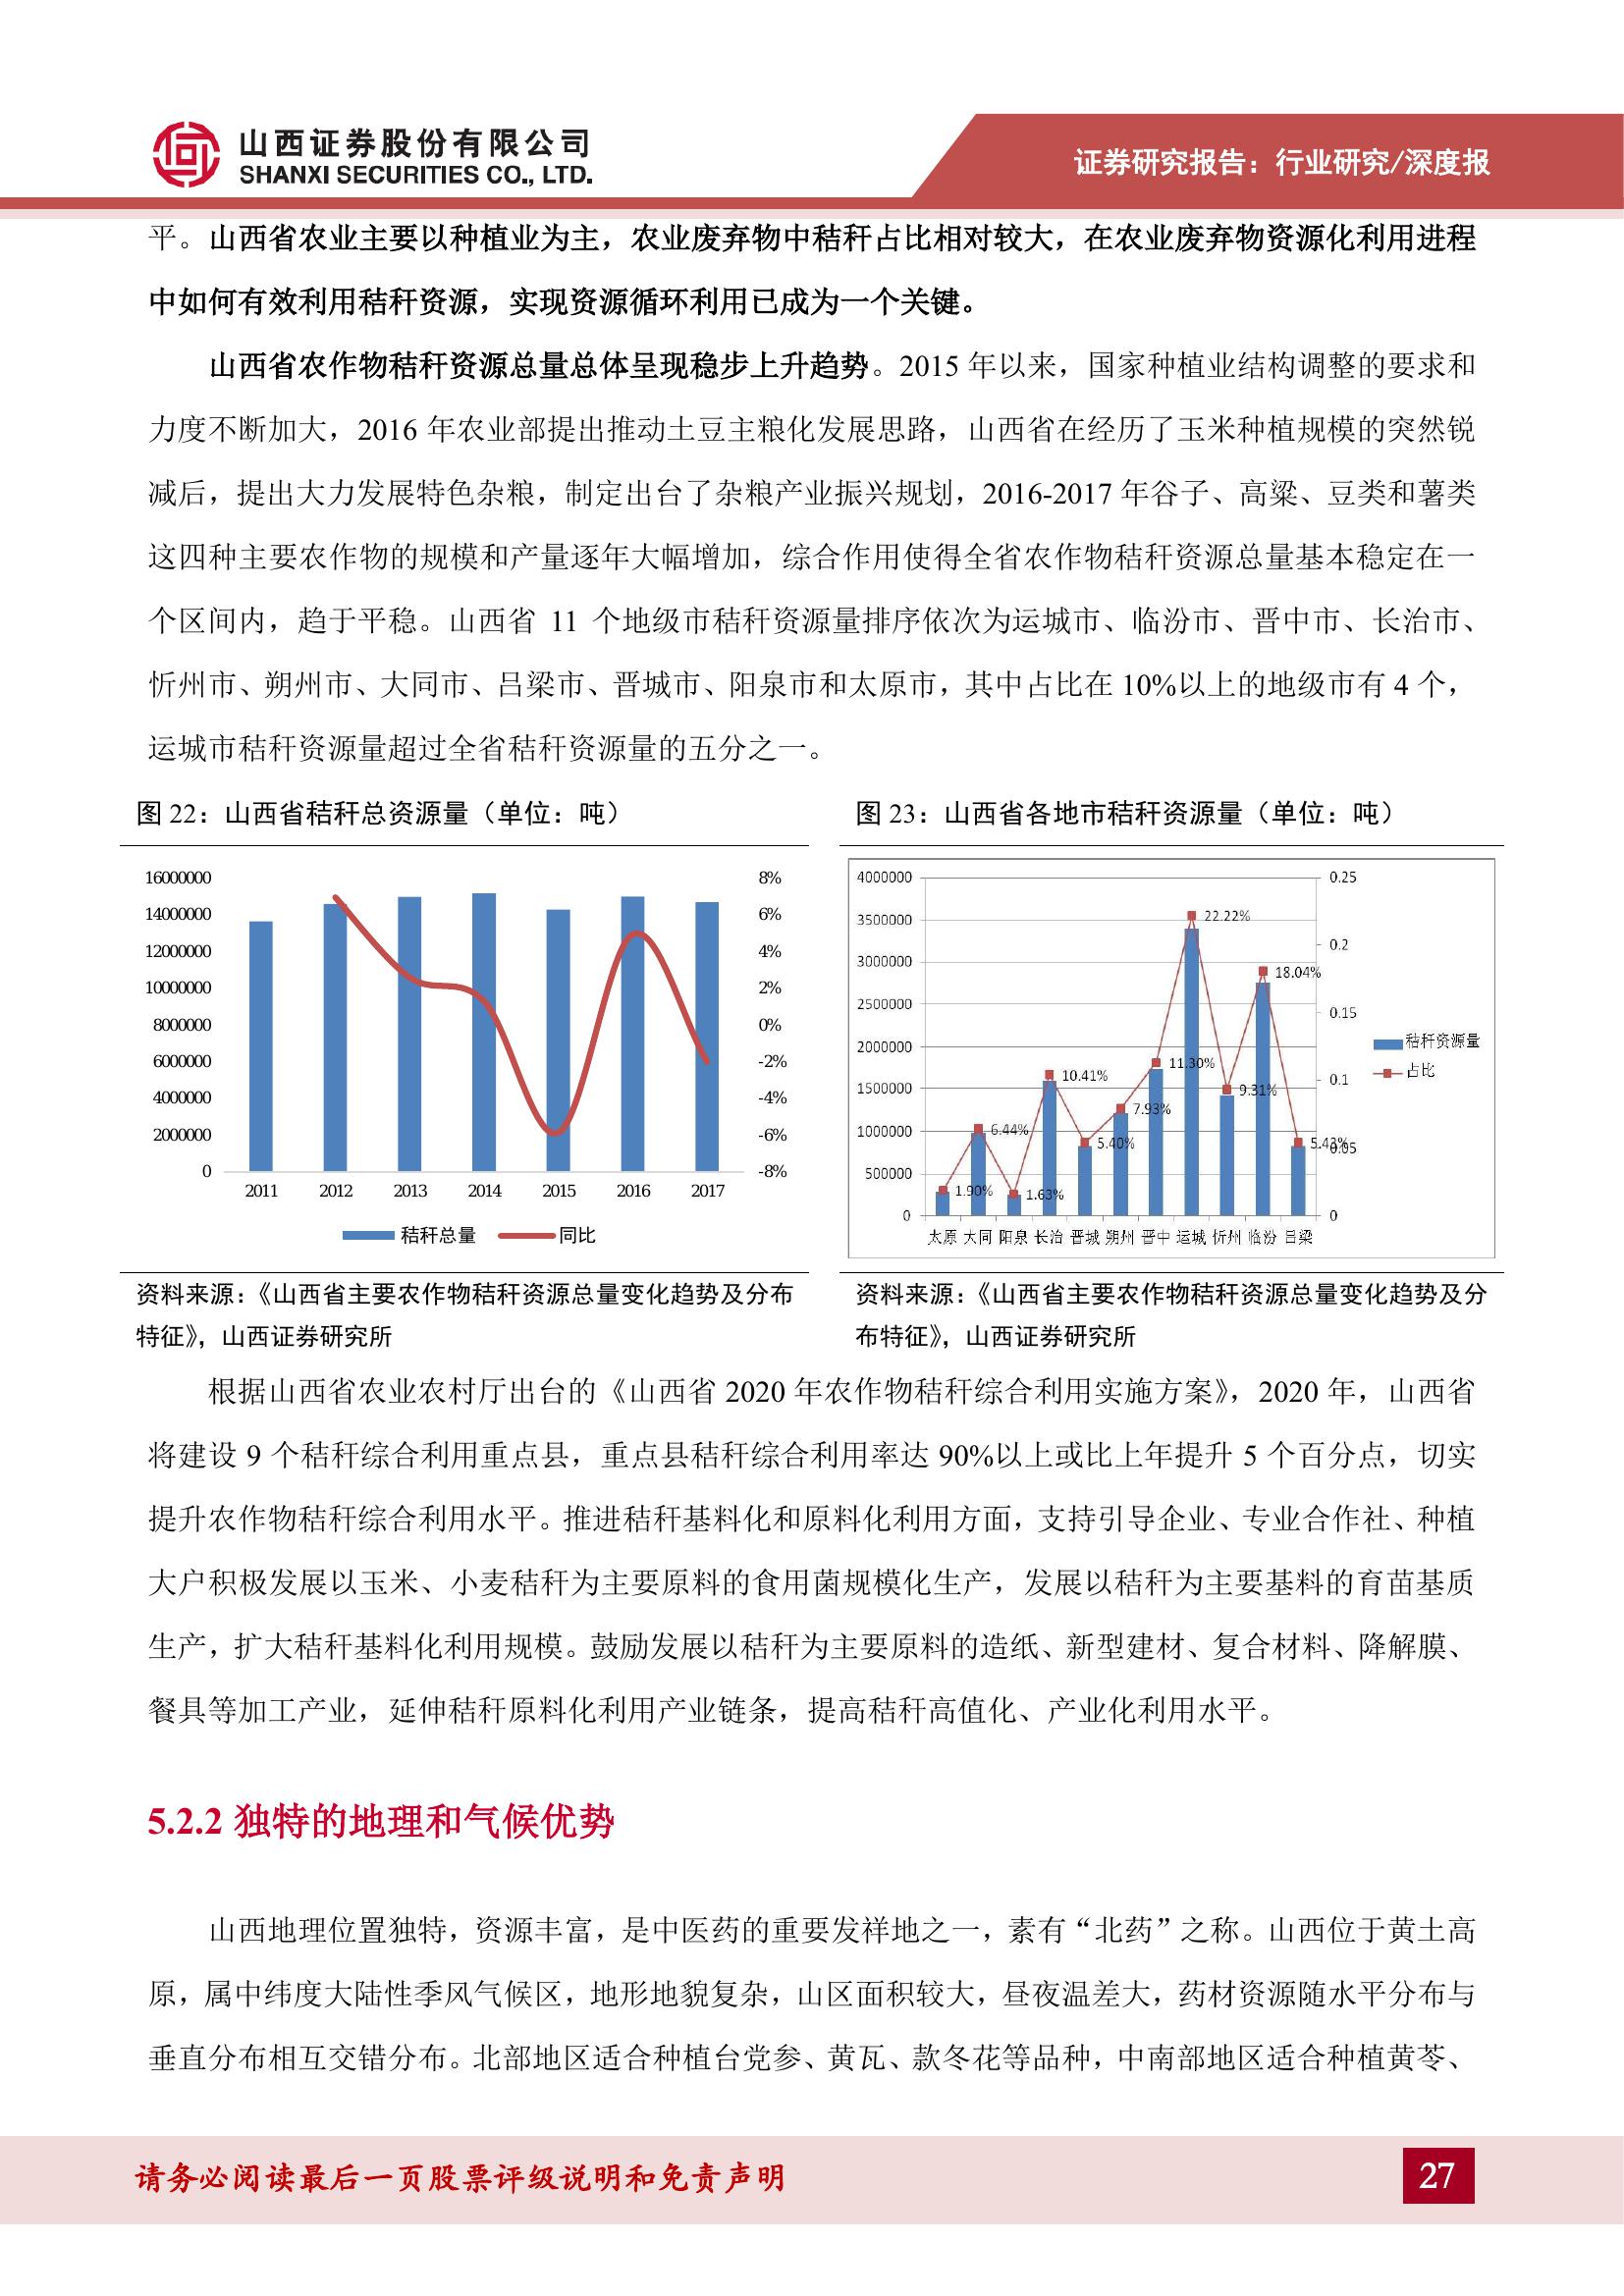 山西证券股份有限公司
SHANXI SECURITIES CO., LTD.
证券研究报告：行业研究/深度报
平。山西省农业主要以种植业为主，农业废弃物中秸秆占比相对较大，在农业废弃物资源化利用进程
中如何有效利用秸秆资源，实现资源循环利用已成为一个关键。
山西省农作物秸秆资源总量总体呈现稳步上升趋势。2015 年以来，国家种植业结构调整的要求和
力度不断加大，2016 年农业部提出推动土豆主粮化发展思路，山西省在经历了玉米种植规模的突然锐
减后，提出大力发展特色杂粮，制定出台了杂粮产业振兴规划，2016-2017 年谷子、高粱、豆类和薯类
这四种主要农作物的规模和产量逐年大幅增加，综合作用使得全省农作物秸秆资源总量基本稳定在一
个区间内，趋于平稳。山西省 11 个地级市秸秆资源量排序依次为运城市、临汾市、晋中市、长治市、
忻州市、朔州市、大同市、吕梁市、晋城市、阳泉市和太原市，其中占比在 10%以上的地级市有 4 个，
运城市秸秆资源量超过全省秸秆资源量的五分之一。
图 22：山西省秸秆总资源量（单位：吨）
16000000
14000000
12000000
10000000
8000000
6000000
4000000
2000000
0
8%
6%
4%
2%
0%
-2%
-4%
-6%
-8%
2011 2012 2013 2014 2015 2016 2017
秸秆总量 同比
资料来源：《山西省主要农作物秸秆资源总量变化趋势及分布
特征》，山西证券研究所
图 23：山西省各地市秸秆资源量（单位：吨）
4000000
3500000
3000000
2500000
2000000
1500000
1000000
500000
0
0.25
0.2
0.15
0.1
0.05
0
1.90%
6.44%
1.63%
10.41%
5.40%
7.93%
11.30%
22.22%
9.31%
18.04%
5.43%
太原 大同 阳泉 长治 晋城 朔州 晋中 运城 忻州 临汾 吕梁
秸秆资源量
占比
资料来源：《山西省主要农作物秸秆资源总量变化趋势及分
布特征》，山西证券研究所
根据山西省农业农村厅出台的《山西省 2020 年农作物秸秆综合利用实施方案》，2020 年，山西省
将建设 9 个秸秆综合利用重点县，重点县秸秆综合利用率达 90%以上或比上年提升 5 个百分点，切实
提升农作物秸秆综合利用水平。推进秸秆基料化和原料化利用方面，支持引导企业、专业合作社、种植
大户积极发展以玉米、小麦秸秆为主要原料的食用菌规模化生产，发展以秸秆为主要基料的育苗基质
生产，扩大秸秆基料化利用规模。鼓励发展以秸秆为主要原料的造纸、新型建材、复合材料、降解膜、
餐具等加工产业，延伸秸秆原料化利用产业链条，提高秸秆高值化、产业化利用水平。
5.2.2 独特的地理和气候优势
山西地理位置独特，资源丰富，是中医药的重要发祥地之一，素有“北药”之称。山西位于黄土高
原，属中纬度大陆性季风气候区，地形地貌复杂，山区面积较大，昼夜温差大，药材资源随水平分布与
垂直分布相互交错分布。北部地区适合种植台党参、黄瓦、款冬花等品种，中南部地区适合种植黄芩、
请务必阅读最后一页股票评级说明和免责声明
27